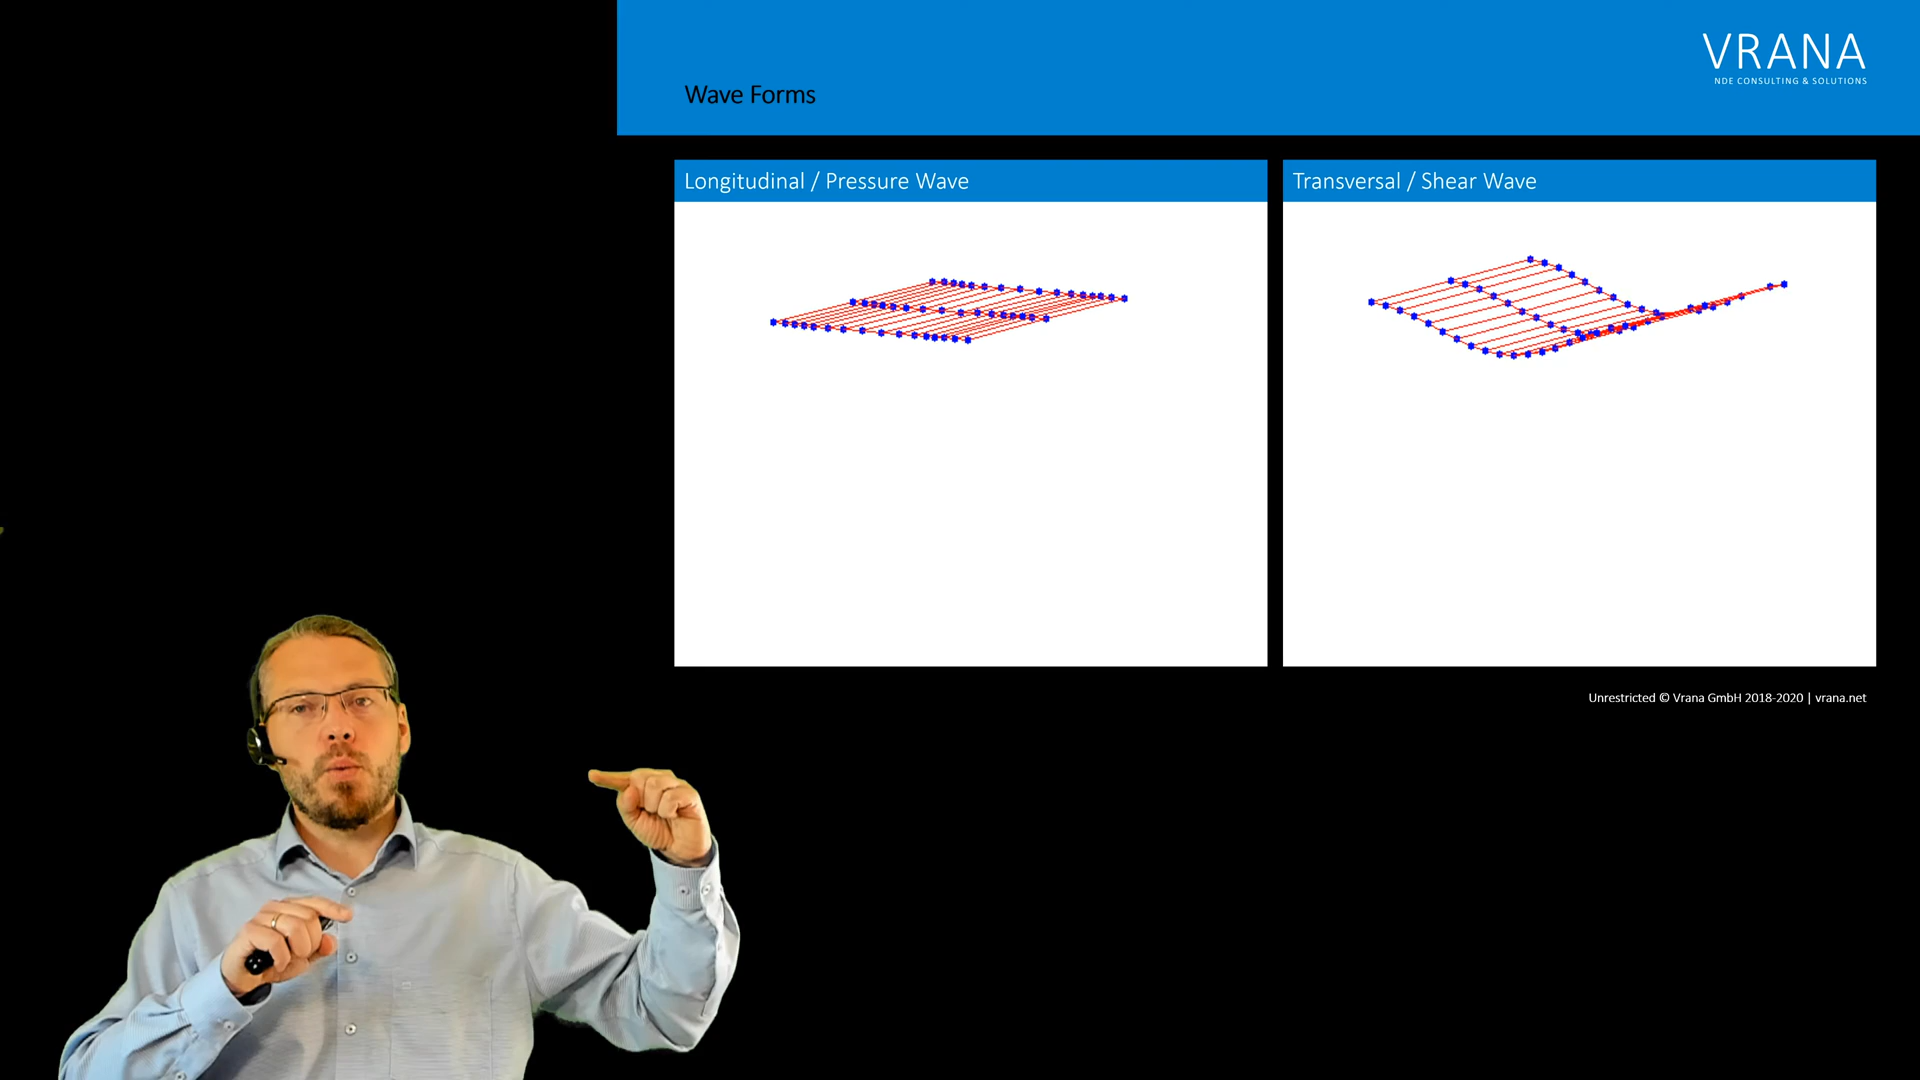 VRANA
NDE CONSULTING & SOLUTIONS
Wave Forms
Longitudinal / Pressure Wave
Transversal / Shear Wave
Unrestricted © Vrana GmbH 2018-2020 | vrana.net